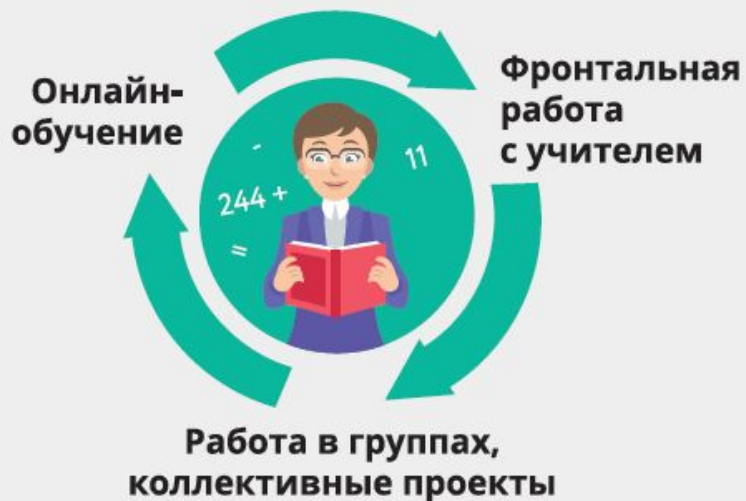 Онлайн-
обучение
Фронтальная
работа
с учителем
-
11
244 +
=
Работа в группах,
коллективные проекты